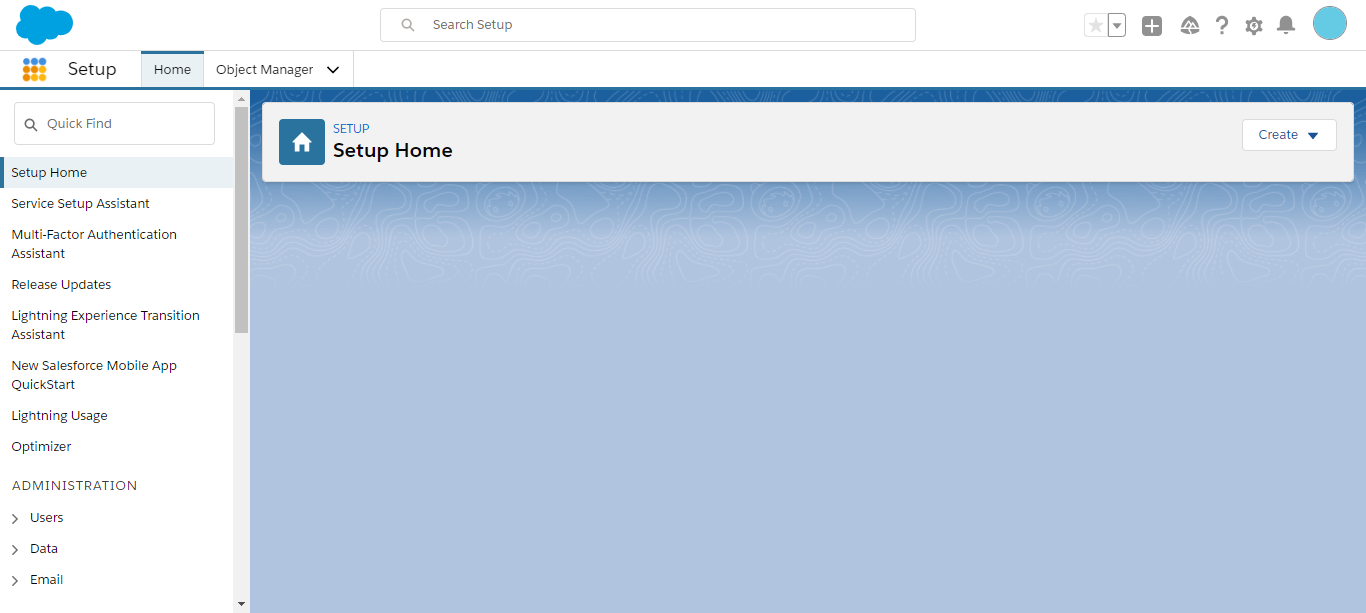 Search Setup
Setup
Home
Object Manager
Quick Find
SETUP
Setup Home
Create
Setup Home
Service Setup Assistant
Multi-Factor Authentication
Assistant
Release Updates
Lightning Experience Transition
Assistant
New Salesforce Mobile App
QuickStart
Lightning Usage
Optimizer
ADMINISTRATION
Users
Data
Email